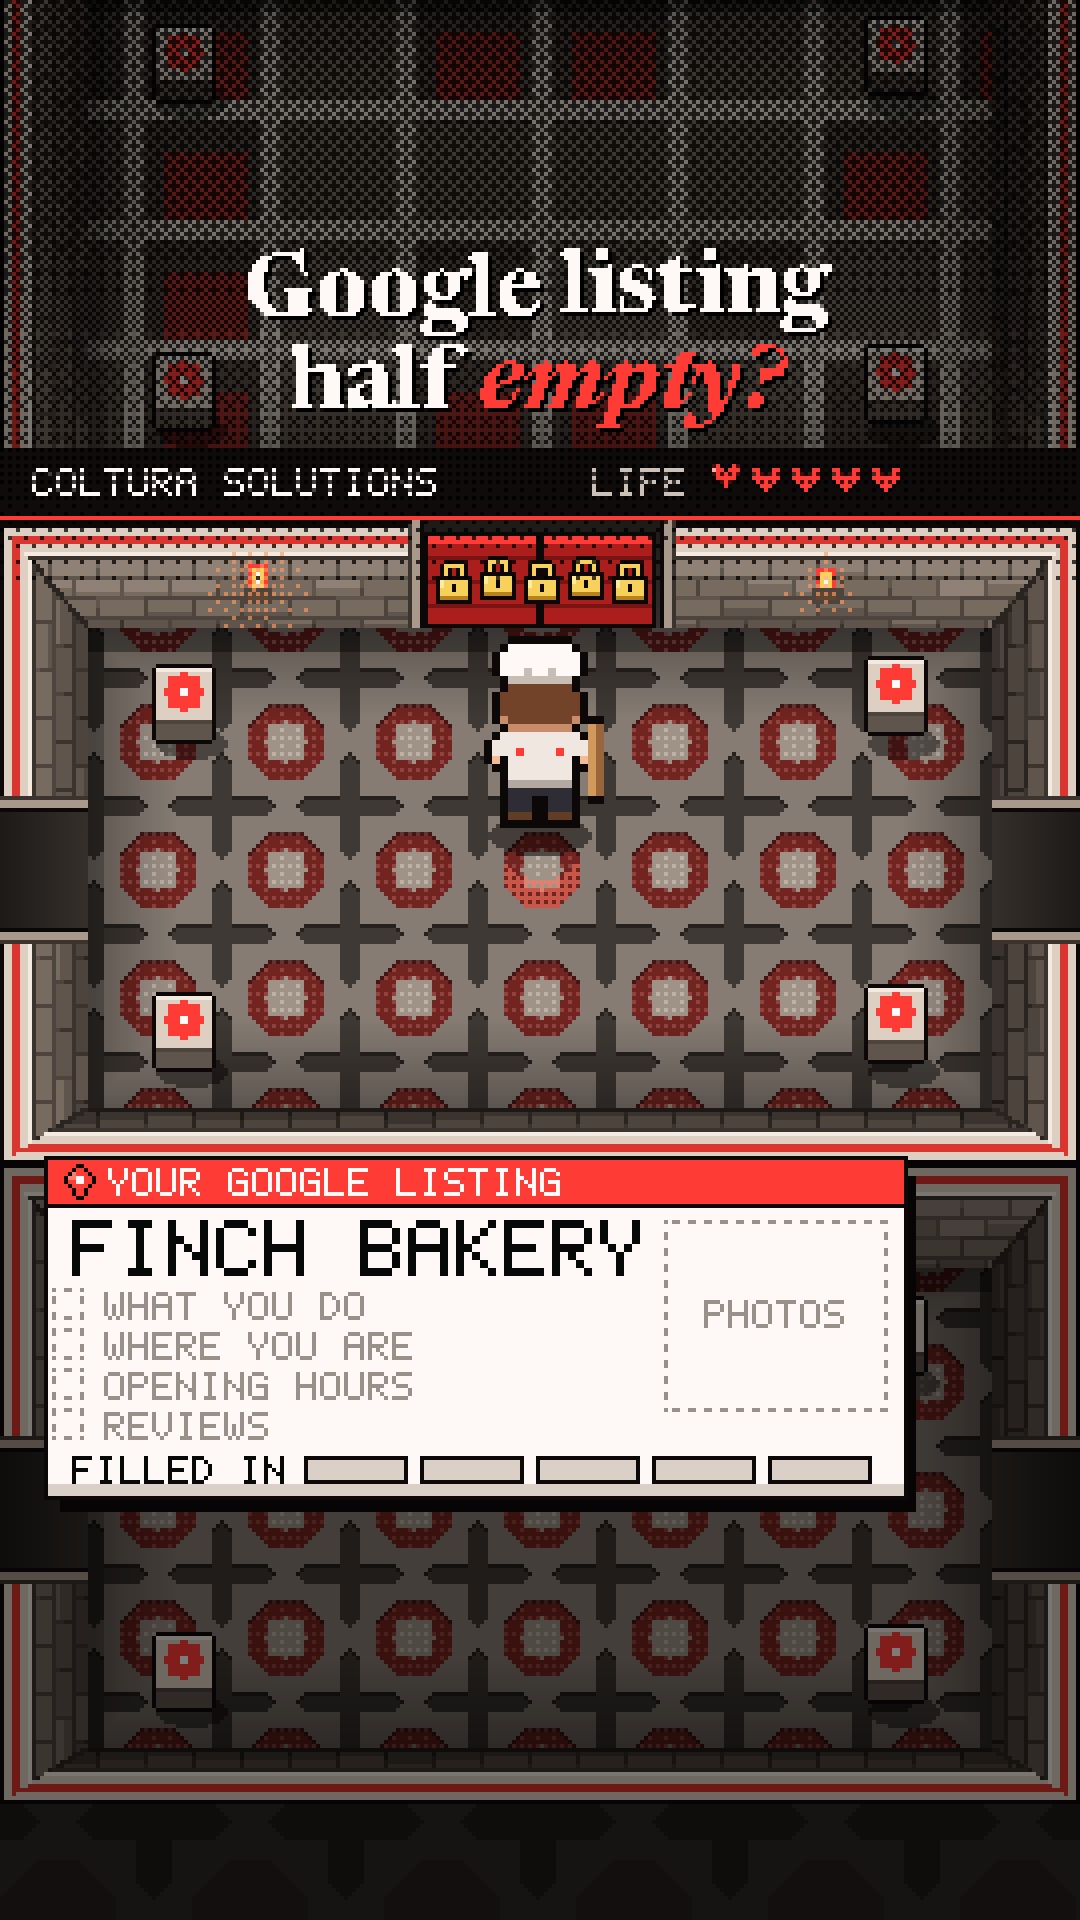 Google listing
half empty?
COLTURA SOLUTIONS
LIFE
YOUR GOOGLE LISTING
FINCH BAKERY
WHAT YOU DO
WHERE YOU ARE
OPENING HOURS
REVIEWS
PHOTOS
FILLED IN